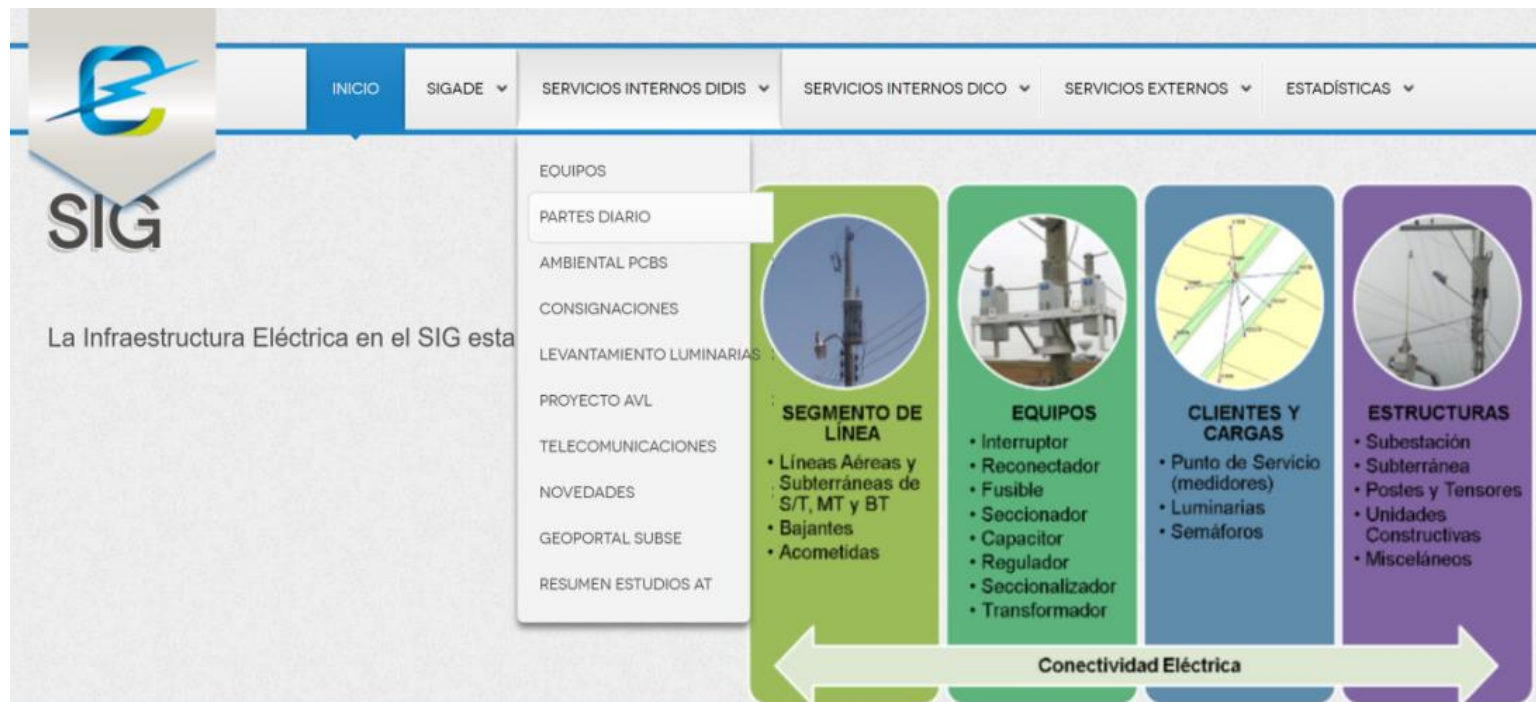 INICIO
SIGADE
SERVICIOS INTERNOS DIDIS
SERVICIOS INTERNOS DICO
SERVICIOS EXTERNOS
ESTADÍSTICAS
EQUIPOS
PARTES DIARIO
AMBIENTAL PCBS
CONSIGNACIONES
LEVANTAMIENTO LUMINARIAS
PROYECTO AVL
TELECOMUNICACIONES
NOVEDADES
GEOPORTAL SUBSE
RESUMEN ESTUDIOS AT
SIG
La Infraestructura Eléctrica en el SIG esta
SEGMENTO DE
LÍNEA
• Líneas Aéreas y
Subterráneas de
S/T, MT y BT
• Bajantes
• Acometidas
EQUIPOS
• Interruptor
• Reconectador
• Fusible
• Seccionador
• Capacitor
• Regulador
• Seccionalizador
• Transformador
CLIENTES Y
CARGAS
• Punto de Servicio
(medidores)
• Luminarias
• Semáforos
ESTRUCTURAS
• Subestación
• Subterránea
• Postes y Tensores
• Unidades
Constructivas
• Misceláneos
Conectividad Eléctrica